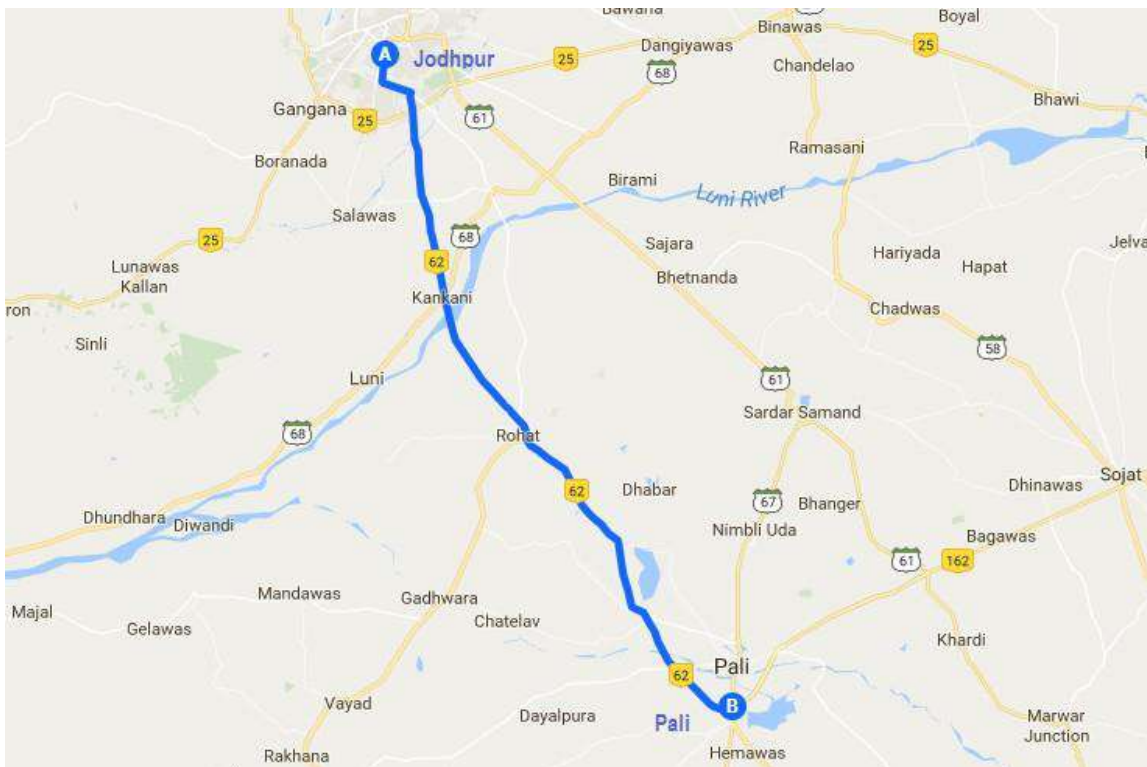 Bawana
Boyal
Binawas
Dangiyawas
A
Jodhpur
25
25
68
Chandelao
Gangana
Bhawi
25
61
Ramasani
Boranada
Birami
Luni River
Salawas
68
Sajara
25
Hariyada
Jelva
62
Bhetnanda
Hapat
Lunawas
Kallan
Kankani
ron
Chadwas
Sinli
58
Luni
61
Sardar Samand
68
Rohat
Sojat
62
Dhabar
Dhinawas
67
Bhanger
Dhundhara
Diwandi
Nimbli Uda
Bagawas
61
162
Mandawas
Gadhwara
Majal
Gelawas
Chatelav
Khardi
Pali
62
Vayad
B
Dayalpura
Pali
Marwar
Junction
Rakhana
Hemawas